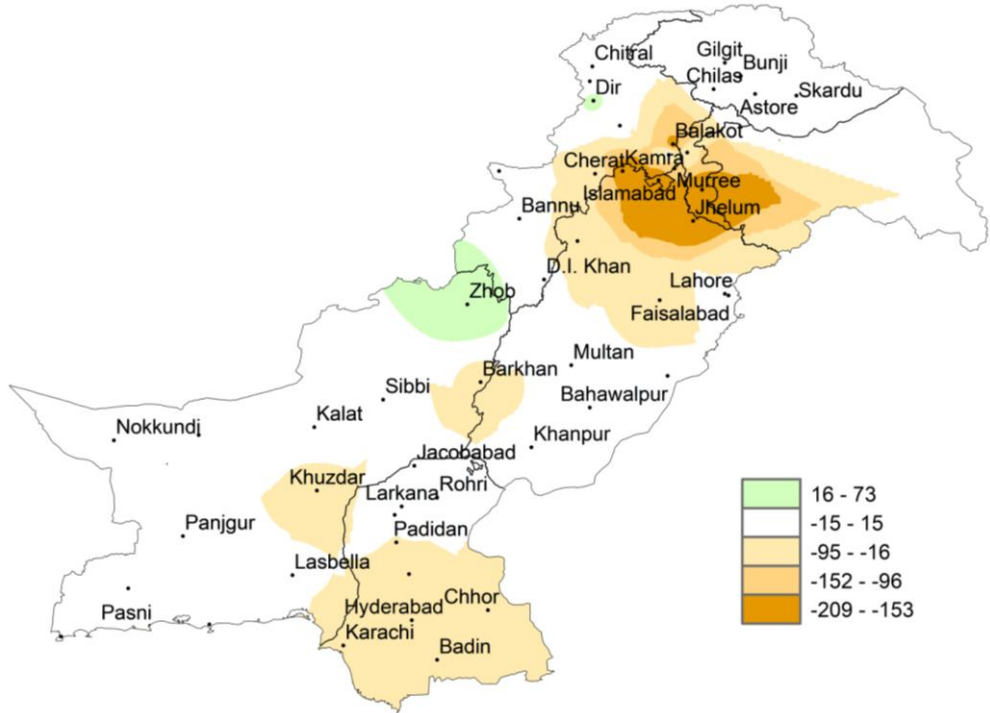 Chitral
Gilgit
Bunji
Chilas
Dir
Skardu
Astore
Balakot
Cherat
Kamra
Murree
Islamabad
Jhelum
Bannu
D.I. Khan
Zhob
Lahore
Faisalabad
Multan
Barkhan
Sibbi
Bahawalpur
Kalat
Nokkundi
Khanpur
Jacobabad
Khuzdar
Rohri
Larkana
Panjgur
Padidan
Lasbella
Pasni
Hyderabad
Chhor
Karachi
Badin
16 - 73
-15 - 15
-95 - -16
-152 - -96
-209 - -153